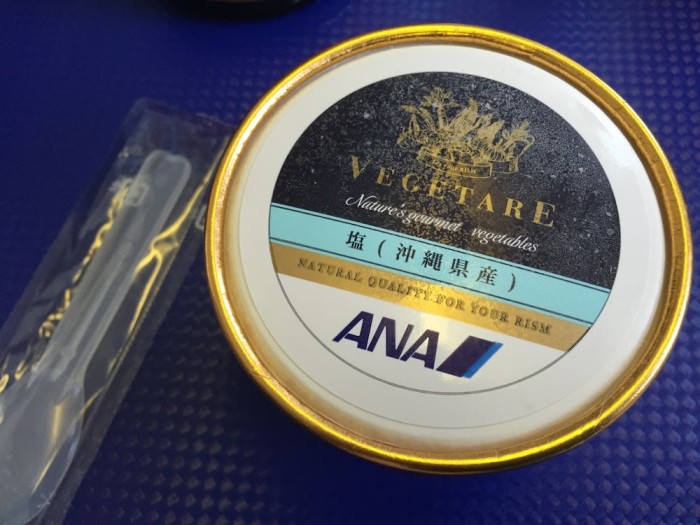 VEGETARE
Nature's gourmet vegetables
塩(沖縄県産)
NATURAL QUALITY FOR YOUR RISM
ANA